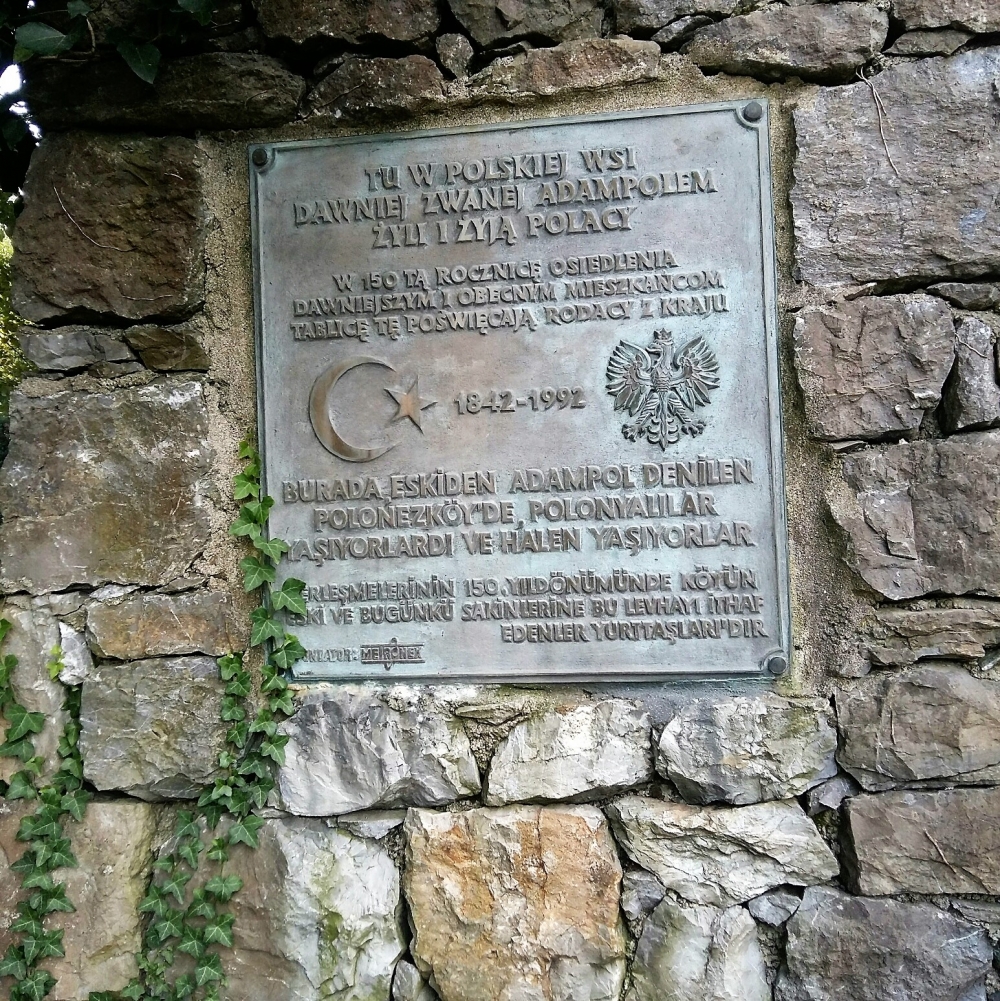 TU W POLSKIEJ WSI
DAWNIEJ ZWANEJ ADAMPOLEM
ŻYLI I ŻYJĄ POLACY
W 150 TĄ ROCZNICĘ OSIEDLENIA
DAWNIEJSZYM I OBECNYM MIESZKAŃCOM
TABLICĘ TĘ POŚWIĘCAJĄ RODACY Z KRAJU
1842-1992
BURADA, ESKİDEN ADAMPOL DENİLEN
POLONEZKÖY'DE, POLONYALILAR
YAŞIYORLARDI VE HALEN YAŞIYORLAR
150. YILDÖNÜMÜNDE KÖYÜN
ESKİ VE BUGÜNKÜ SAKİNLERİNE BU LEVHAYI İTHAF
EDENLER YURTTAŞLARI'DIR